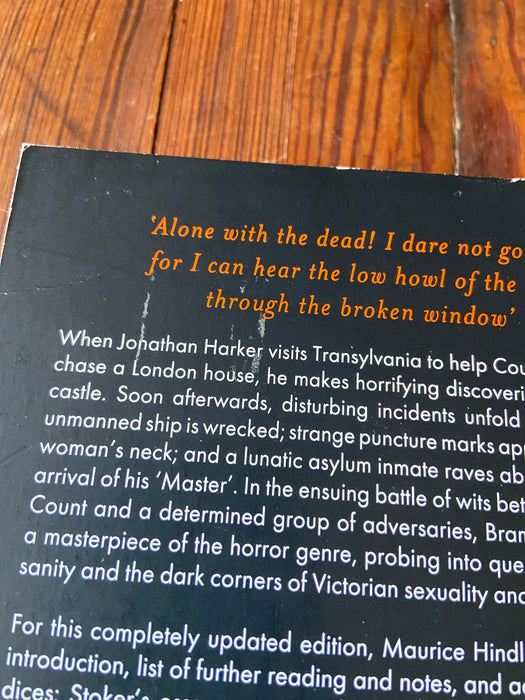 'Alone with the dead! I dare not go
for I can hear the low howl of the
through the broken window'
When Jonathan Harker visits Transylvania to help Cou
chase a London house, he makes horrifying discoveri
castle. Soon afterwards, disturbing incidents unfold
unmanned ship is wrecked; strange puncture marks app
woman's neck; and a lunatic asylum inmate raves ab
arrival of his 'Master'. In the ensuing battle of wits bet
Count and a determined group of adversaries, Bram
a masterpiece of the horror genre, probing into que
sanity and the dark corners of Victorian sexuality and
For this completely updated edition, Maurice Hindl
introduction, list of further reading and notes, and a
dices: Stoker's